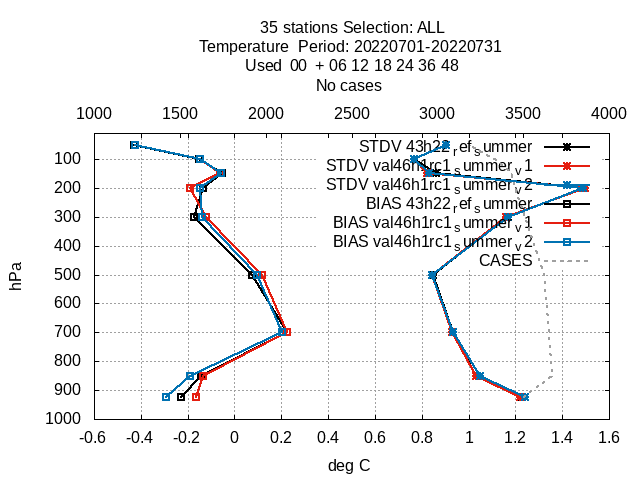 35 stations Selection: ALL
Temperature Period: 20220701-20220731
Used 00 + 06 12 18 24 36 48
No cases
1000 1500 2000 2500 3000 3500 4000
STDV 43h22_ref_summer
STDV val46h1rc1_summer_v1
STDV val46h1rc1_summer_v2
BIAS 43h22_ref_summer
BIAS val46h1rc1_summer_v1
BIAS val46h1rc1_summer_v2
CASES
100
200
300
400
500
600
700
800
900
1000
hPa
-0.6 -0.4 -0.2 0 0.2 0.4 0.6 0.8 1 1.2 1.4 1.6
deg C